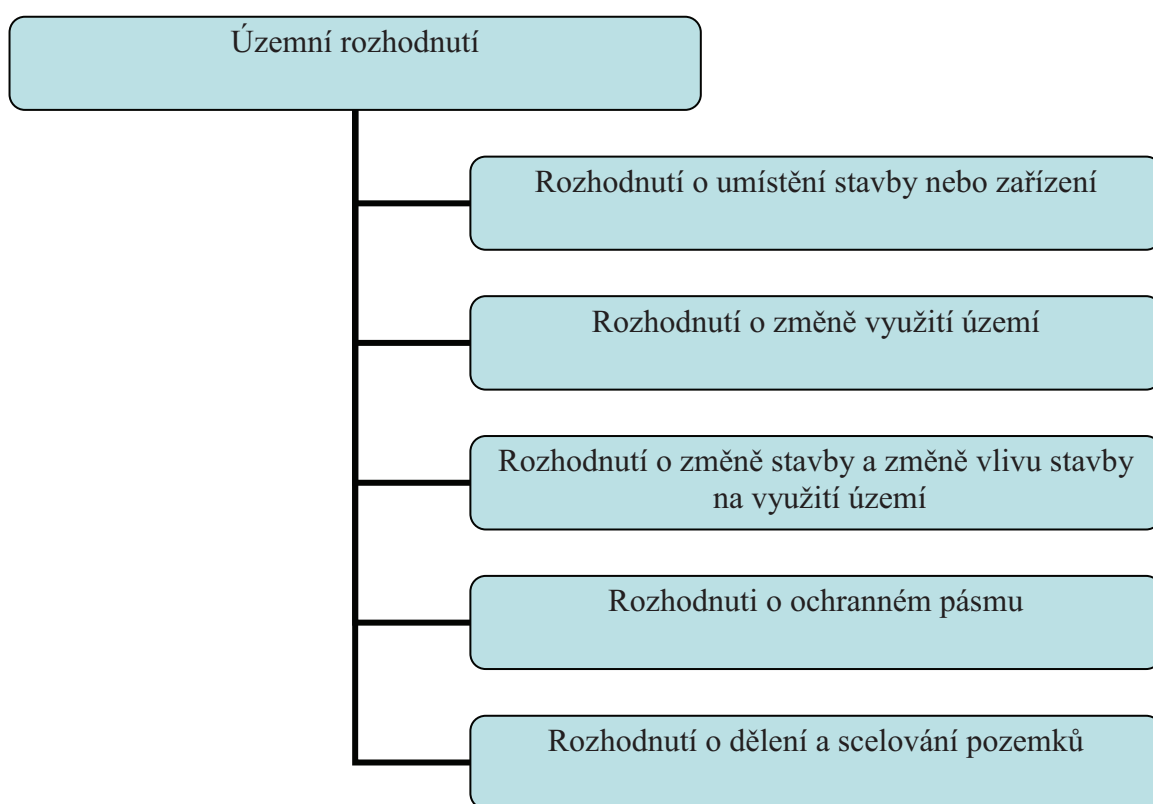 Územní rozhodnutí
Rozhodnutí o umístění stavby nebo zařízení
Rozhodnutí o změně využití území
Rozhodnutí o změně stavby a změně vlivu stavby
na využití území
Rozhodnuti o ochranném pásmu
Rozhodnutí o dělení a scelování pozemků